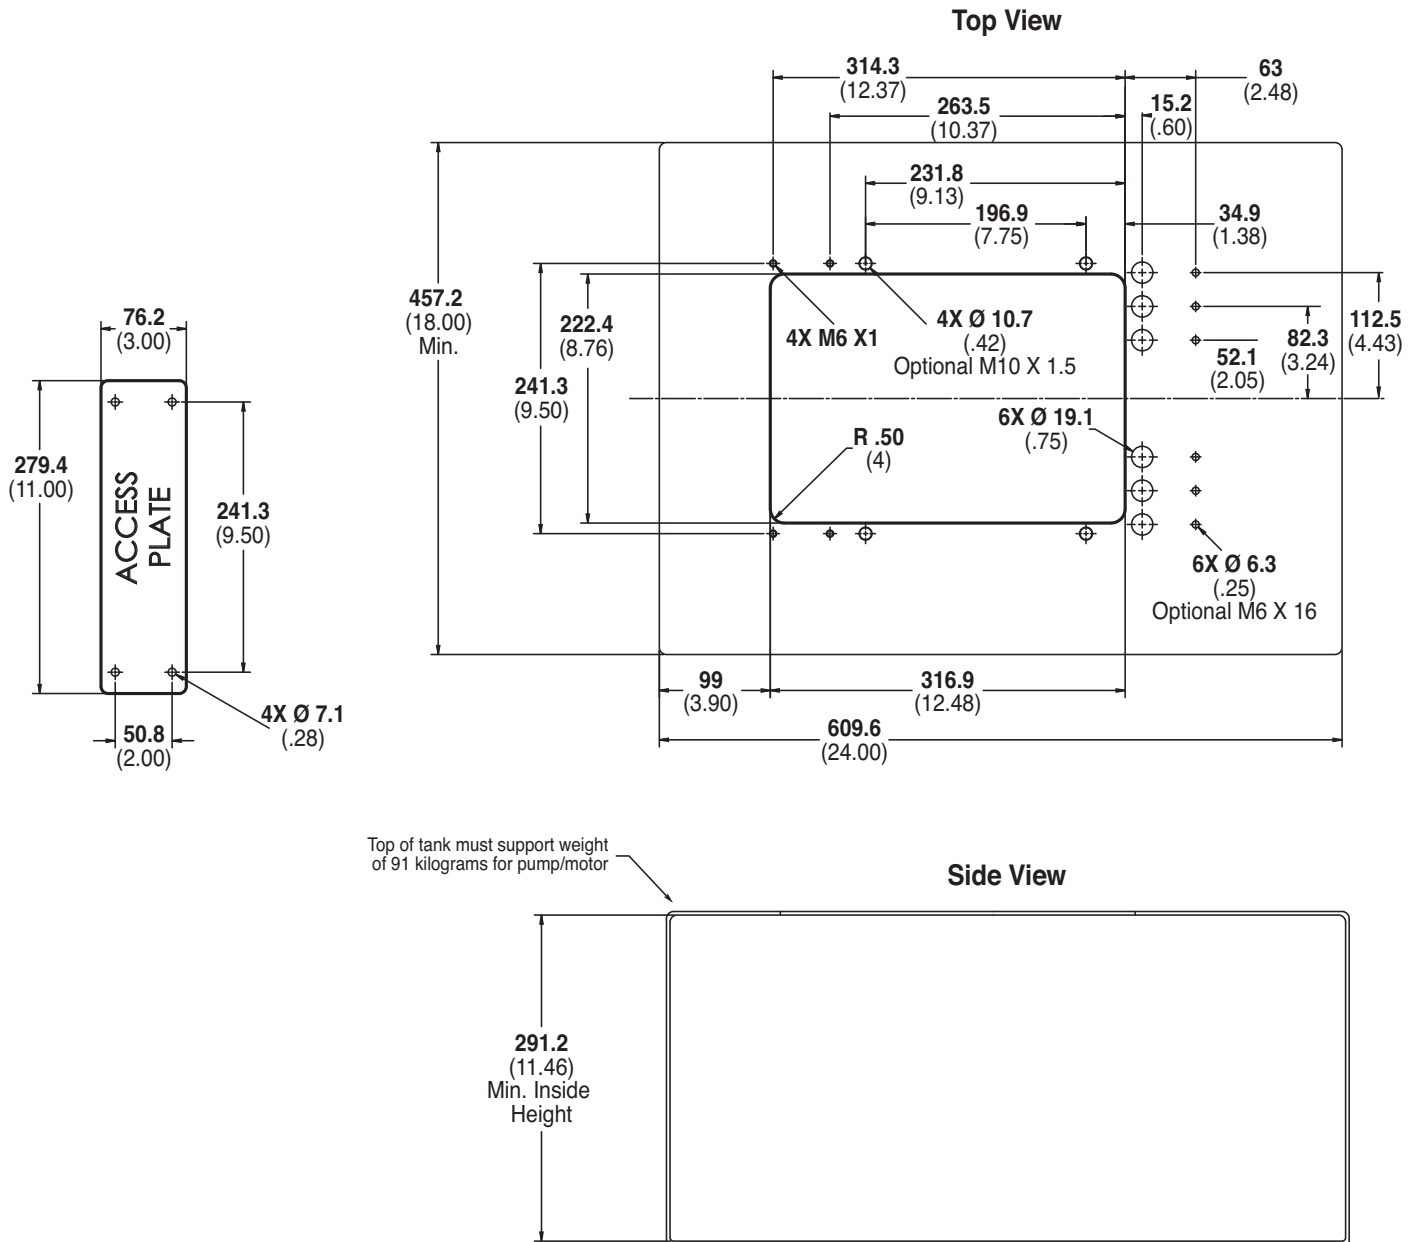 Top View
314.3
(12.37)
63
(2.48)
263.5
(10.37)
15.2
(.60)
231.8
(9.13)
196.9
(7.75)
34.9
(1.38)
457.2
(18.00)
Min.
222.4
(8.76)
241.3
(9.50)
4X M6 X1
4X Ø 10.7
(.42)
Optional M10 X 1.5
52.1
(2.05)
82.3
(3.24)
112.5
(4.43)
6X Ø 19.1
(.75)
R .50
(4)
6X Ø 6.3
(.25)
Optional M6 X 16
99
(3.90)
316.9
(12.48)
609.6
(24.00)
76.2
(3.00)
279.4
(11.00)
ACCESS
PLATE
241.3
(9.50)
4X Ø 7.1
(.28)
50.8
(2.00)
Top of tank must support weight
of 91 kilograms for pump/motor
Side View
291.2
(11.46)
Min. Inside
Height